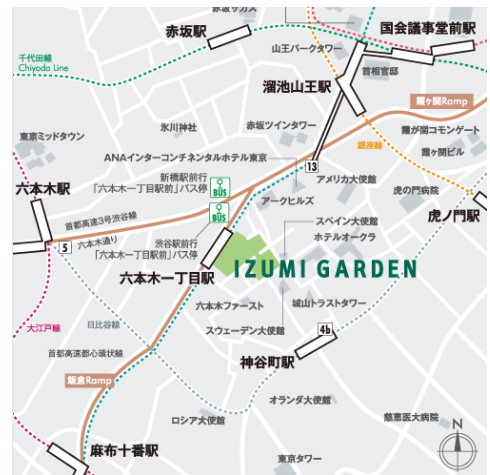 赤坂サカス
赤坂駅
国会議事堂前駅
山王パークタワー
千代田線
Chiyoda Line
首相官邸
溜池山王駅
霞ヶ関Ramp
東京ミッドタウン
氷川神社
赤坂ツインタワー
霞が関コモンゲート
銀座線
霞ヶ関ビル
ANAインターコンチネンタルホテル東京
13
新橋駅前行
「六本木一丁目駅前」バス停
BUS
アメリカ大使館
虎の門病院
六本木駅
アークヒルズ
虎ノ門駅
首都高速3号渋谷線
BUS
スペイン大使館
六本木通り
5
渋谷駅前行
「六本木一丁目駅前」バス停
ホテルオークラ
六本木一丁目駅
IZUMI GARDEN
六本木ファースト
城山トラストタワー
大江戸線
日比谷線
スウェーデン大使館
4b
首都高速都心環状線
神谷町駅
飯倉Ramp
オランダ大使館
ロシア大使館
慈恵医大病院
N
麻布十番駅
東京タワー